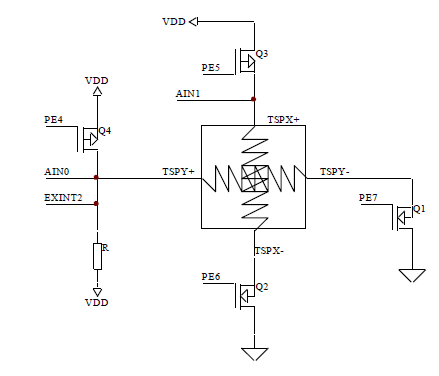 VDD
Q3
PE5
VDD
AIN1
PE4
Q4
TSPX+
AIN0
TSPY+
TSPY-
EXINT2
PE7
Q1
R
TSPX-
PE6
Q2
VDD